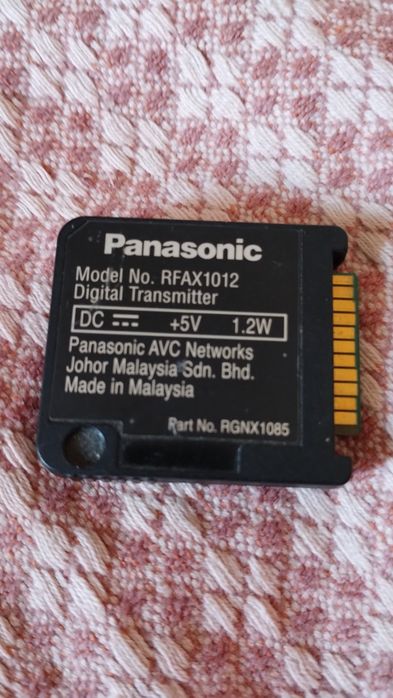 Panasonic
Model No. RFAX1012
Digital Transmitter
DC ⎓ +5V 1.2W
Panasonic AVC Networks
Johor Malaysia Sdn. Bhd.
Made in Malaysia
Part No. RGNX1085